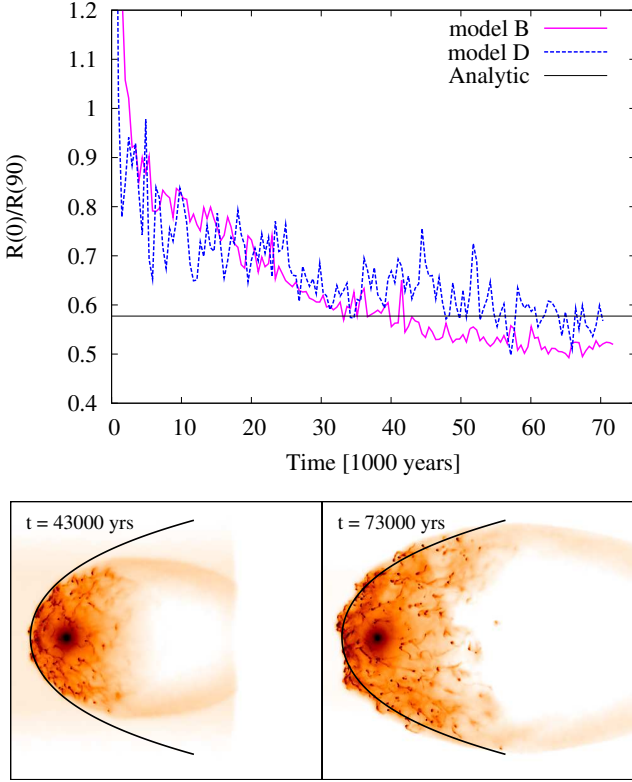 1.2
1.1
1
0.9
0.8
0.7
0.6
0.5
0.4
R(0)/R(90)
model B
model D
Analytic
0 10 20 30 40 50 60 70
Time [1000 years]
t = 43000 yrs
t = 73000 yrs